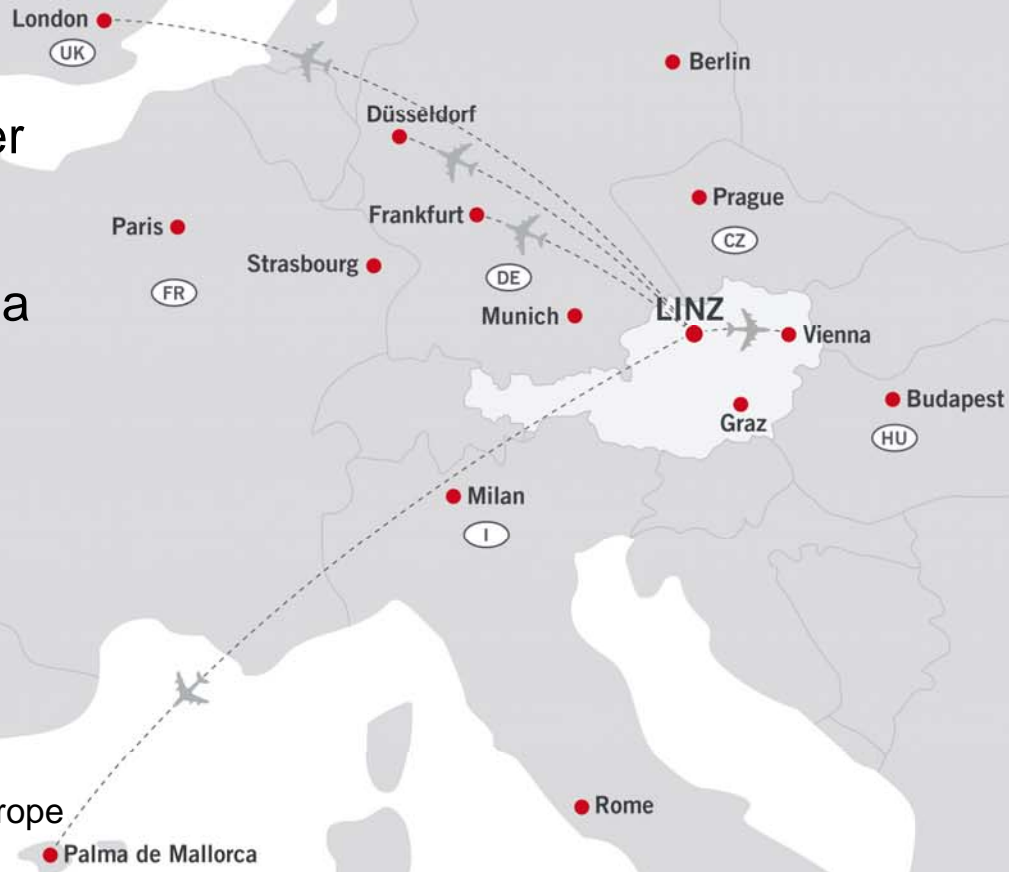 London
UK
Berlin
Düsseldorf
er
Prague
Frankfurt
Paris
CZ
Strasbourg
DE
FR
a
LINZ
Munich
Vienna
Budapest
Graz
HU
Milan
I
rope
Rome
Palma de Mallorca